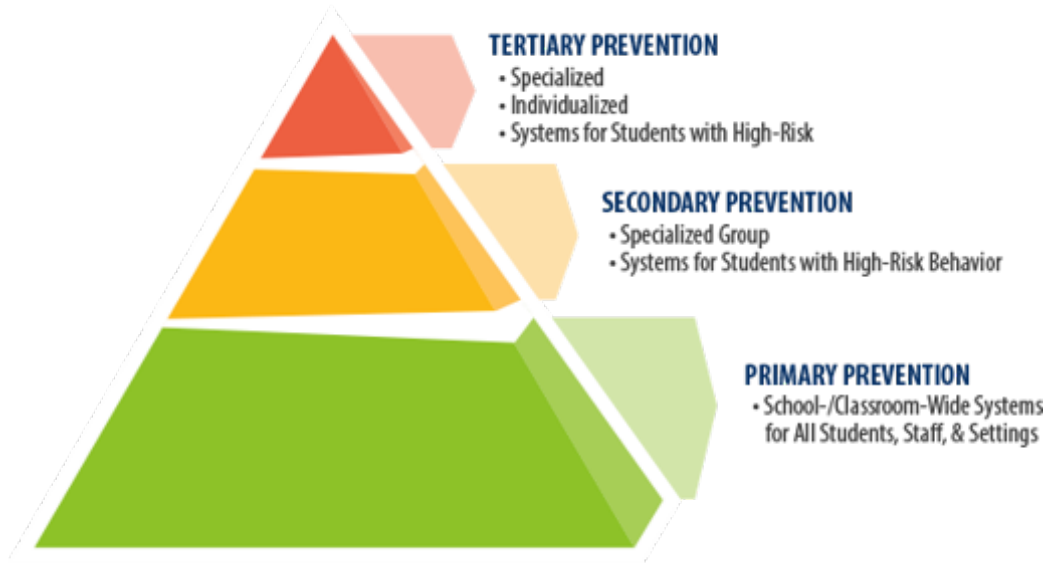 TERTIARY PREVENTION
• Specialized
• Individualized
• Systems for Students with High-Risk
SECONDARY PREVENTION
• Specialized Group
• Systems for Students with High-Risk Behavior
PRIMARY PREVENTION
• School-/Classroom-Wide Systems
for All Students, Staff, & Settings